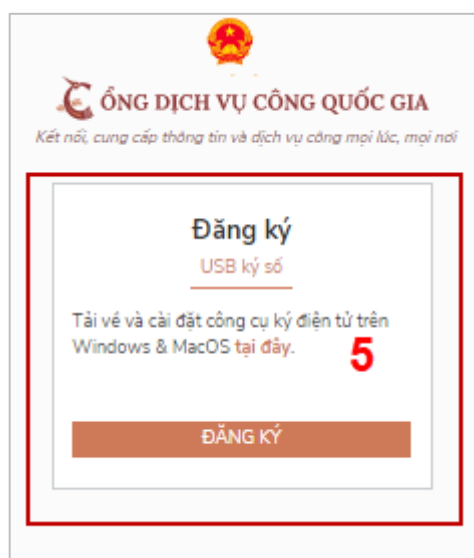 CỔNG DỊCH VỤ CÔNG QUỐC GIA
Kết nối, cung cấp thông tin và dịch vụ công mọi lúc, mọi nơi
Đăng ký
USB ký số
Tải về và cài đặt công cụ ký điện tử trên
Windows & MacOS tại đây.
5
ĐĂNG KÝ